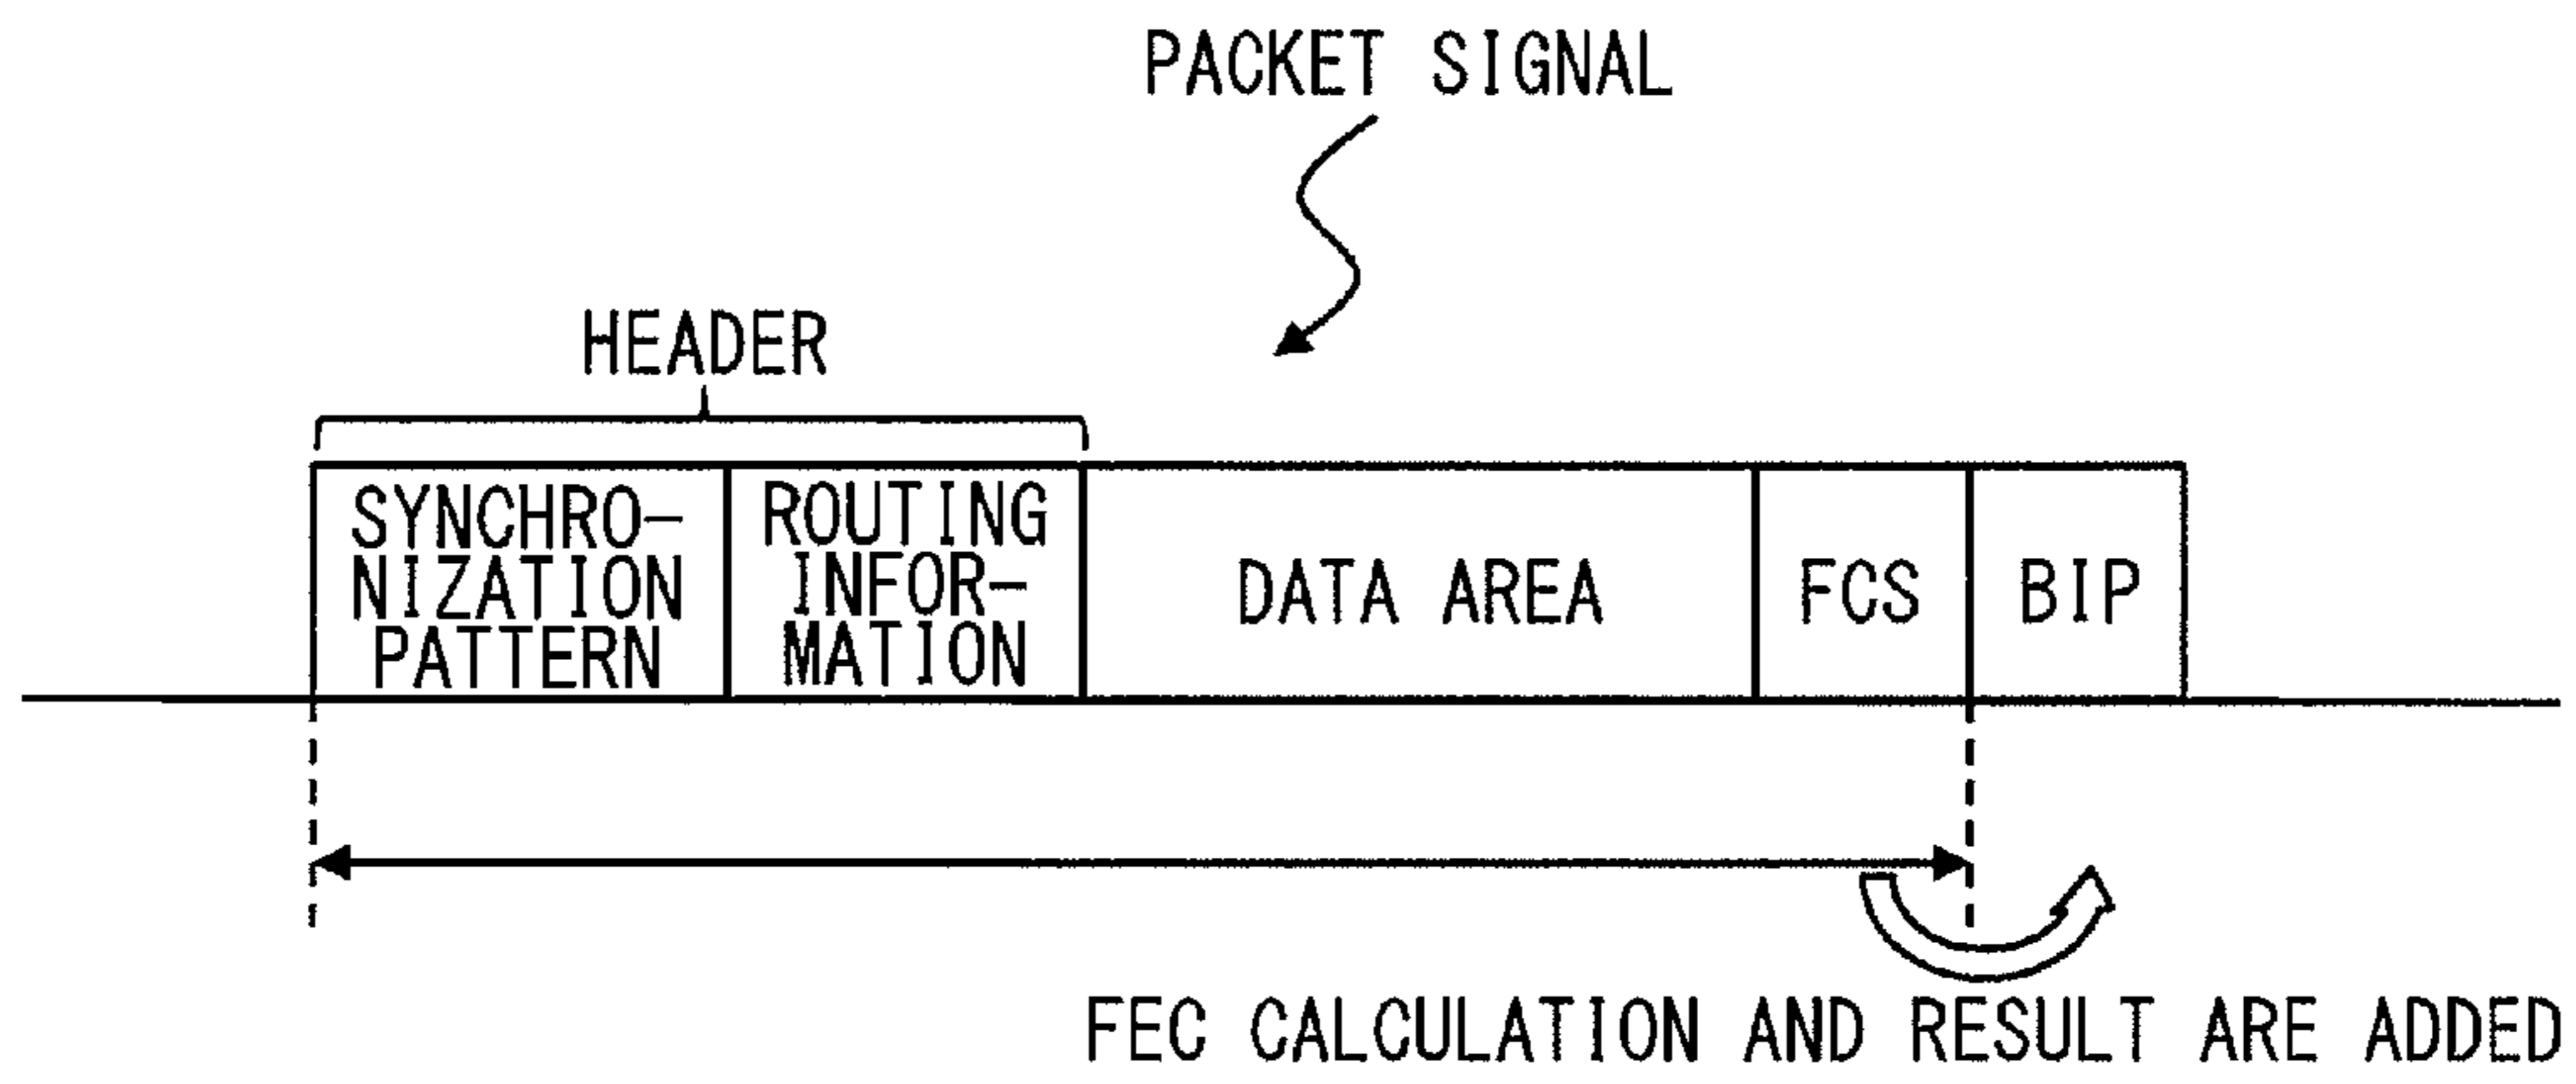 PACKET SIGNAL
HEADER
SYNCHRO-
NIZATION
PATTERN
ROUTING
INFOR-
MATION
DATA AREA
FCS
BIP
FEC CALCULATION AND RESULT ARE ADDED